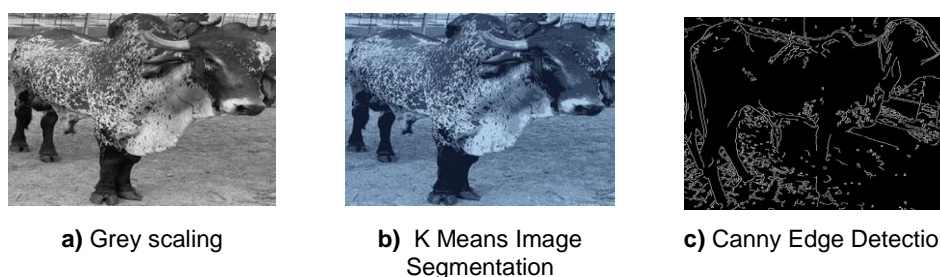 a) Grey scaling
b) K Means Image
Segmentation
c) Canny Edge Detectio